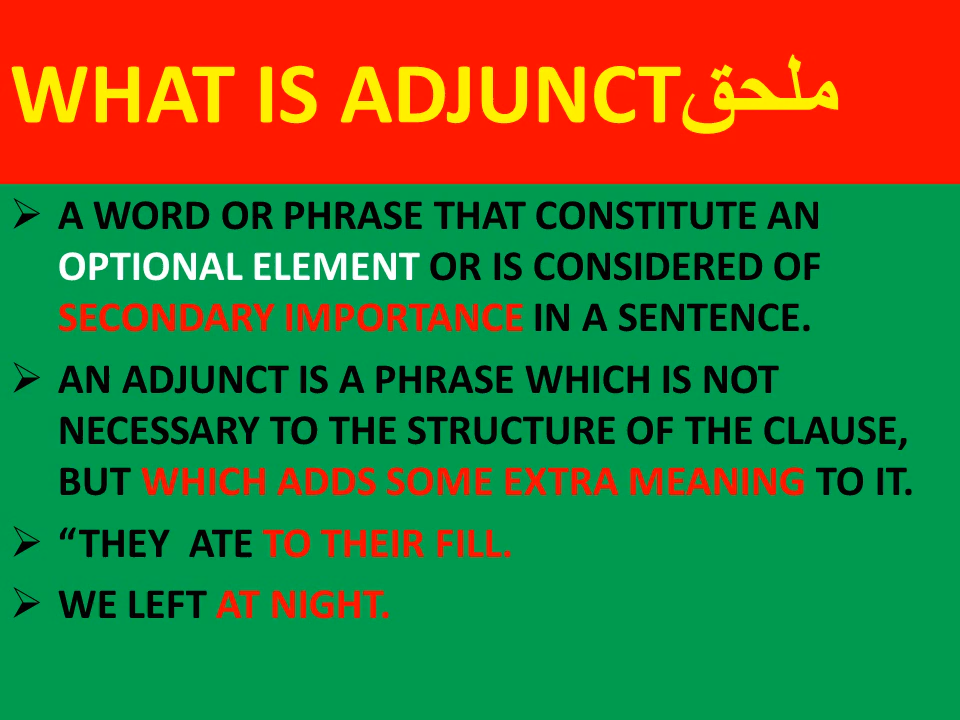 WHAT IS ADJUNCTملحق
➢ A WORD OR PHRASE THAT CONSTITUTE AN
OPTIONAL ELEMENT OR IS CONSIDERED OF
SECONDARY IMPORTANCE IN A SENTENCE.
➢ AN ADJUNCT IS A PHRASE WHICH IS NOT
NECESSARY TO THE STRUCTURE OF THE CLAUSE,
BUT WHICH ADDS SOME EXTRA MEANING TO IT.
➢ “THEY ATE TO THEIR FILL.
➢ WE LEFT AT NIGHT.